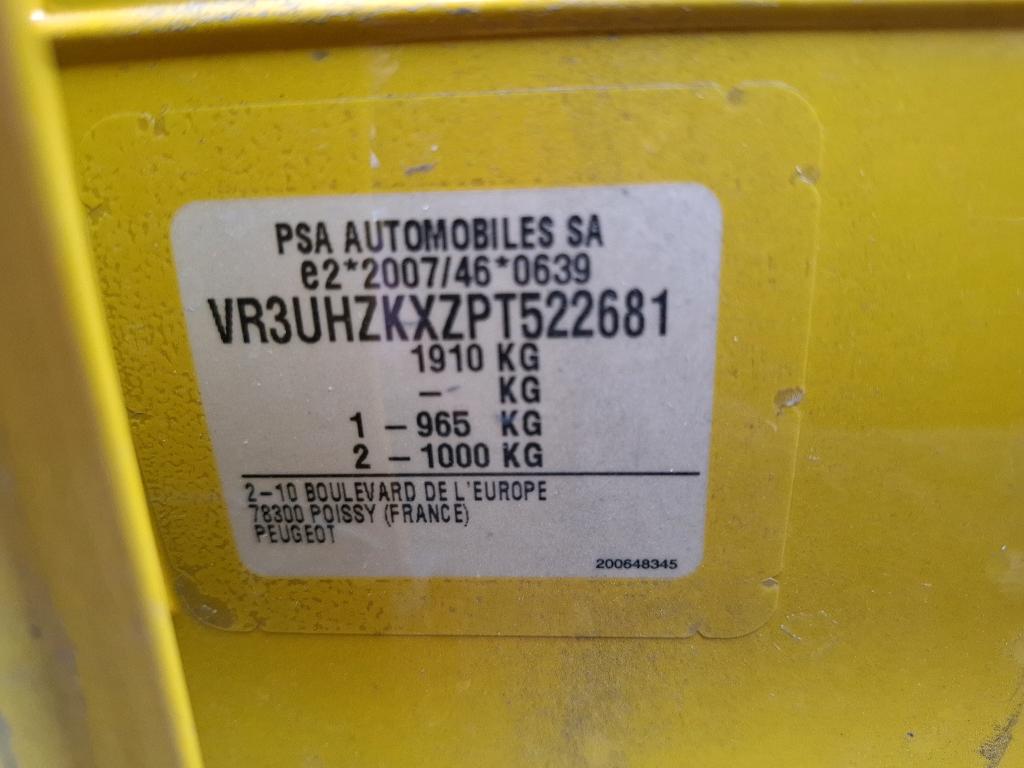 PSA AUTOMOBILES SA
e2*2007/46*0639
VR3UHZKXZPT522681
1910 KG
- KG
1 - 965 KG
2 - 1000 KG
2-10 BOULEVARD DE L'EUROPE
78300 POISSY (FRANCE)
PEUGEOT
200648345